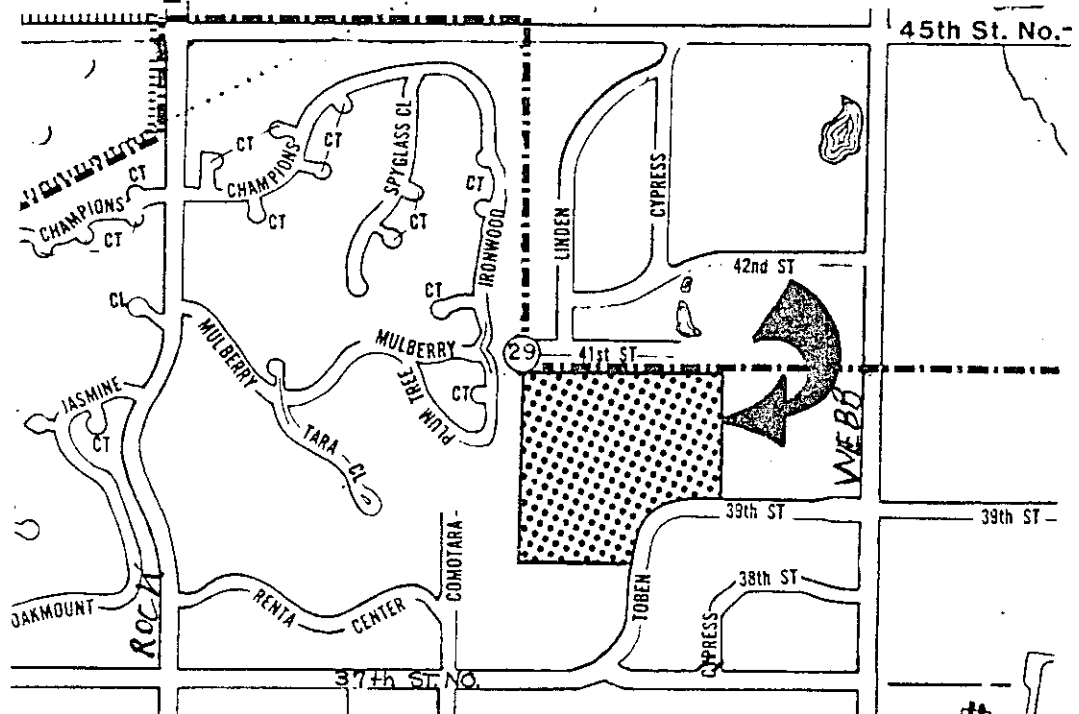 45th St. No.
CT
CT
CHAMPIONS
SPYGLASS CL
CYPRESS
CT
CHAMPIONS
CT
CT
CT
CT
IRONWOOD
LINDEN
42nd ST
CL
CT
MULBERRY
MULBERRY
29
41st ST
JASMINE
CT
PLUM TREE
CT
TARA CL
WEBB
39th ST
39th ST
COMOTARA
38th ST
OAKMOUNT
ROCK
RENTA
CENTER
TOBEN
CYPRESS
37th ST. NO.